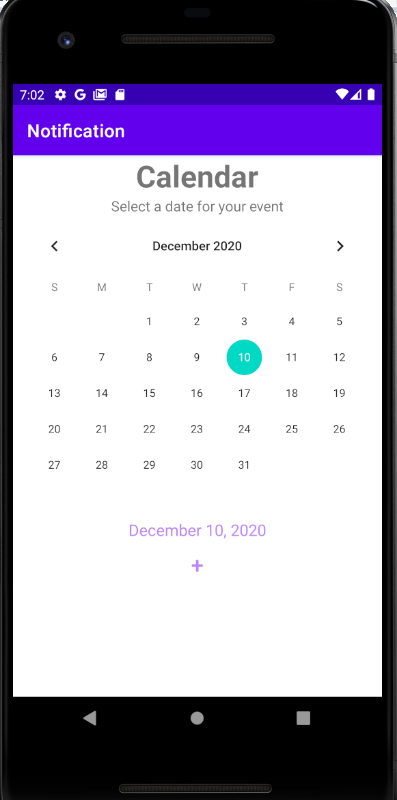 7:02 G M
Notification
Calendar
Select a date for your event
December 2020
S M T W T F S
1 2 3 4 5
6 7 8 9 10 11 12
13 14 15 16 17 18 19
20 21 22 23 24 25 26
27 28 29 30 31
December 10, 2020
+